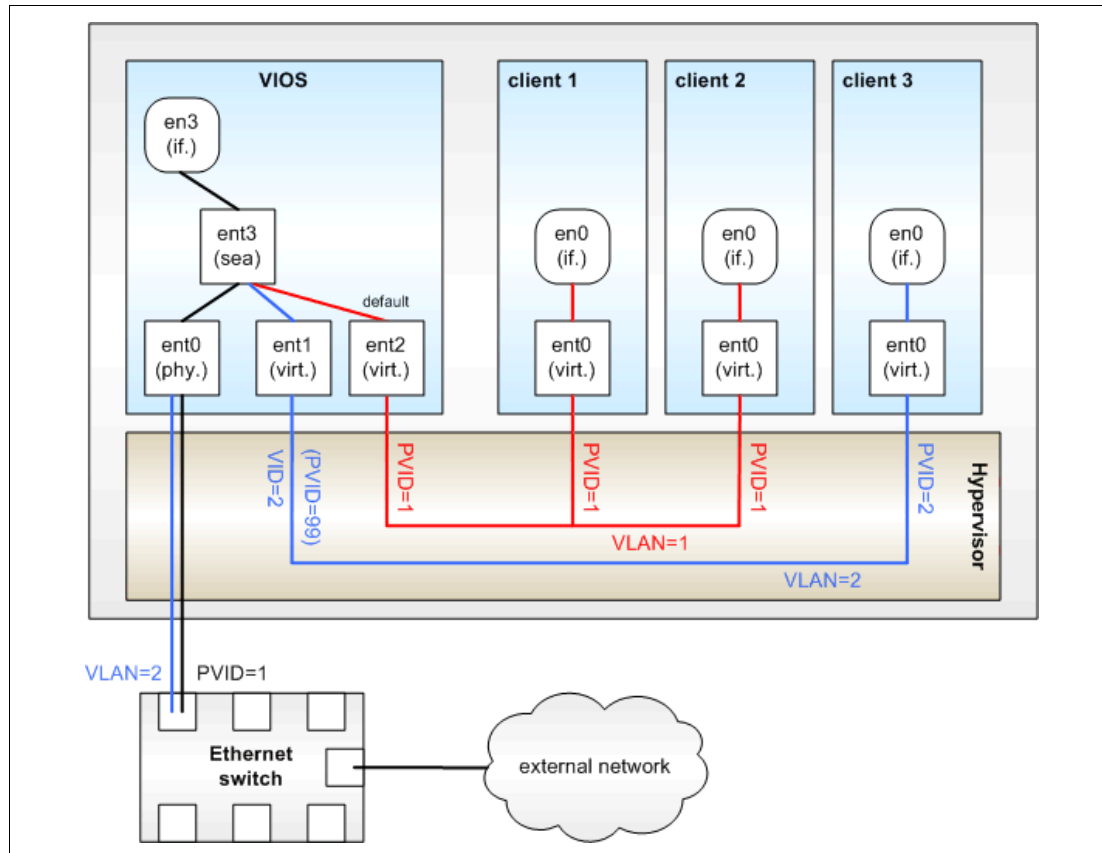 VIOS
client 1
client 2
client 3
en3
(if.)
ent3
(sea)
en0
(if.)
en0
(if.)
en0
(if.)
default
ent0
(phy.)
ent1
(virt.)
ent2
(virt.)
ent0
(virt.)
ent0
(virt.)
ent0
(virt.)
(PVID=99)
VID=2
PVID=1
PVID=1
PVID=1
PVID=2
Hypervisor
VLAN=1
VLAN=2
VLAN=2
PVID=1
Ethernet
switch
external network